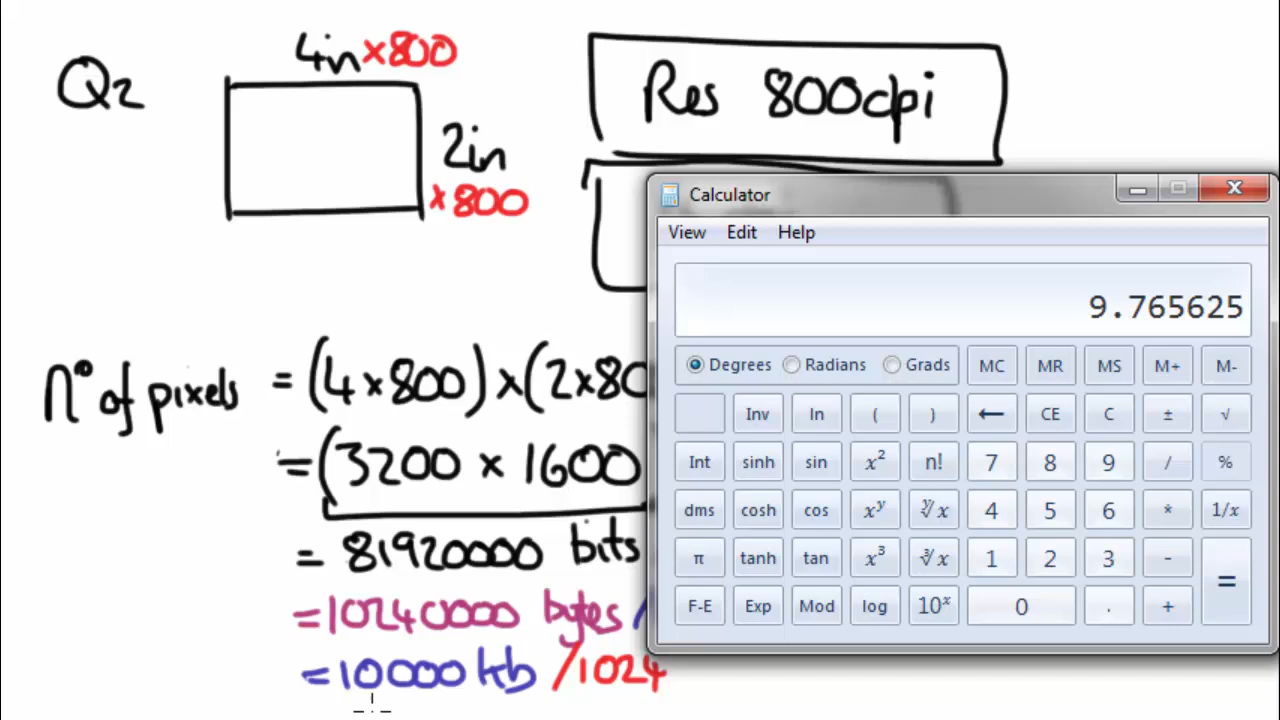 4in ×800
Q2
Res 800dpi
2in
×800
Calculator
View Edit Help
9.765625
Degrees Radians Grads MC MR MS M+ M-
Inv ln ( ) ← CE C ± √
Int sinh sin x² n! 7 8 9 / %
dms cosh cos xʸ ʸ√x 4 5 6 * 1/x
π tanh tan x³ ³√x 1 2 3 - =
F-E Exp Mod log 10ˣ 0 . +
Nº of pixels = (4×800)×(2×80
= (3200 × 1600
= 81920000 bits
= 10240000 bytes /
= 10000 kb /1024